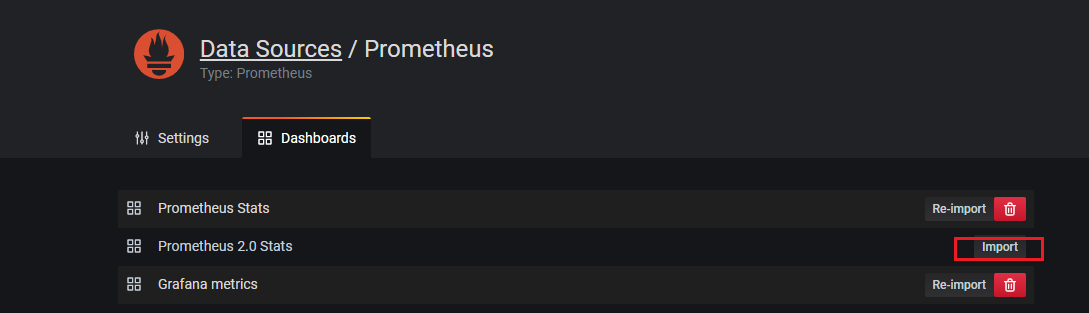 Data Sources / Prometheus
Type: Prometheus
Settings Dashboards
Prometheus Stats Re-import
Prometheus 2.0 Stats Import
Grafana metrics Re-import